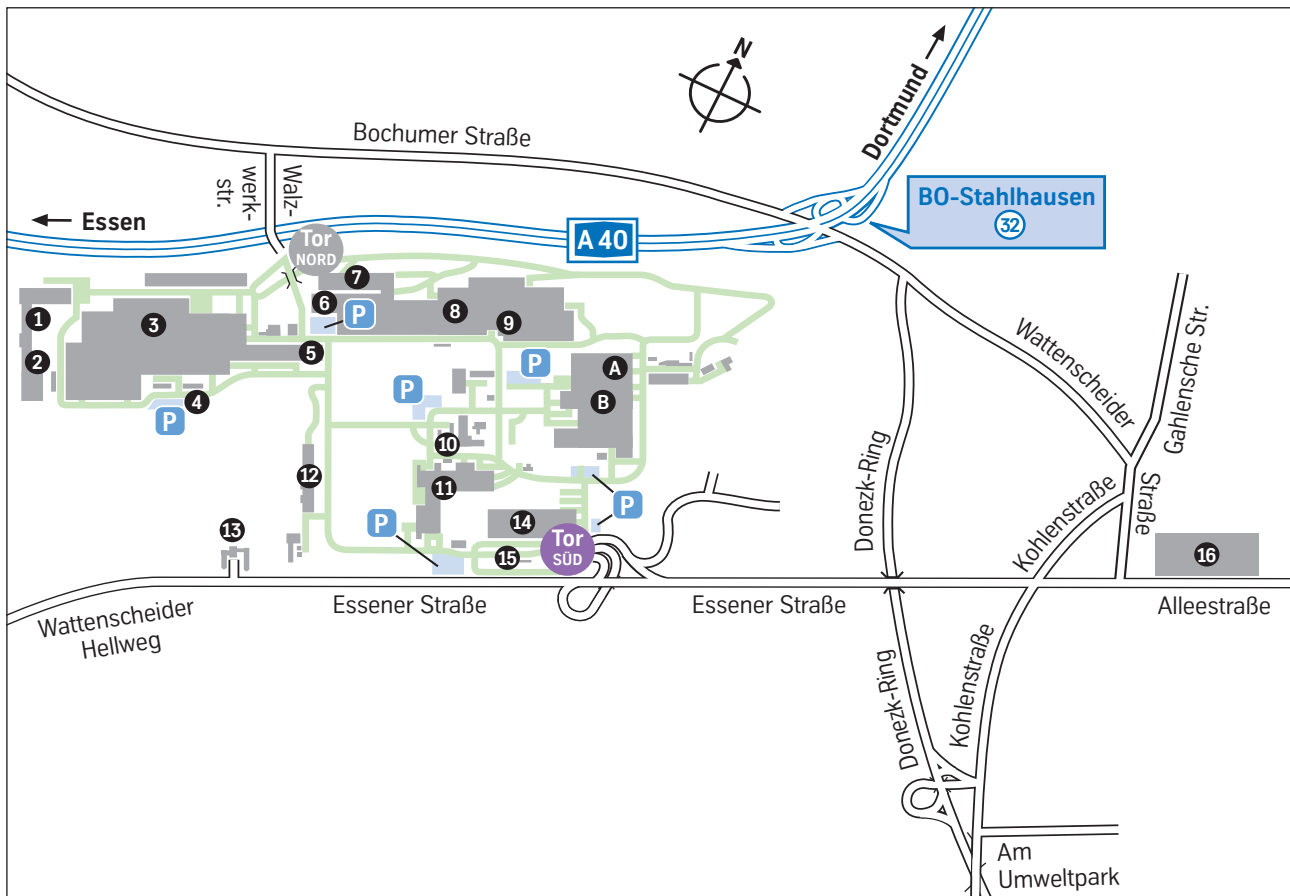 N
Dortmund
Bochumer Straße
Walz-
werk-
str.
BO-Stahlhausen
32
Essen
A 40
Tor
NORD
7
6
P
8
9
1
2
3
5
4
P
A
B
P
P
10
11
12
13
P
14
P
Tor
SÜD
15
Donezk-Ring
Wattenscheider
Straße
Gahlensche Str.
Kohlenstraße
16
Wattenscheider
Hellweg
Essener Straße
Essener Straße
Alleestraße
Donezk-Ring
Kohlenstraße
Am
Umweltpark